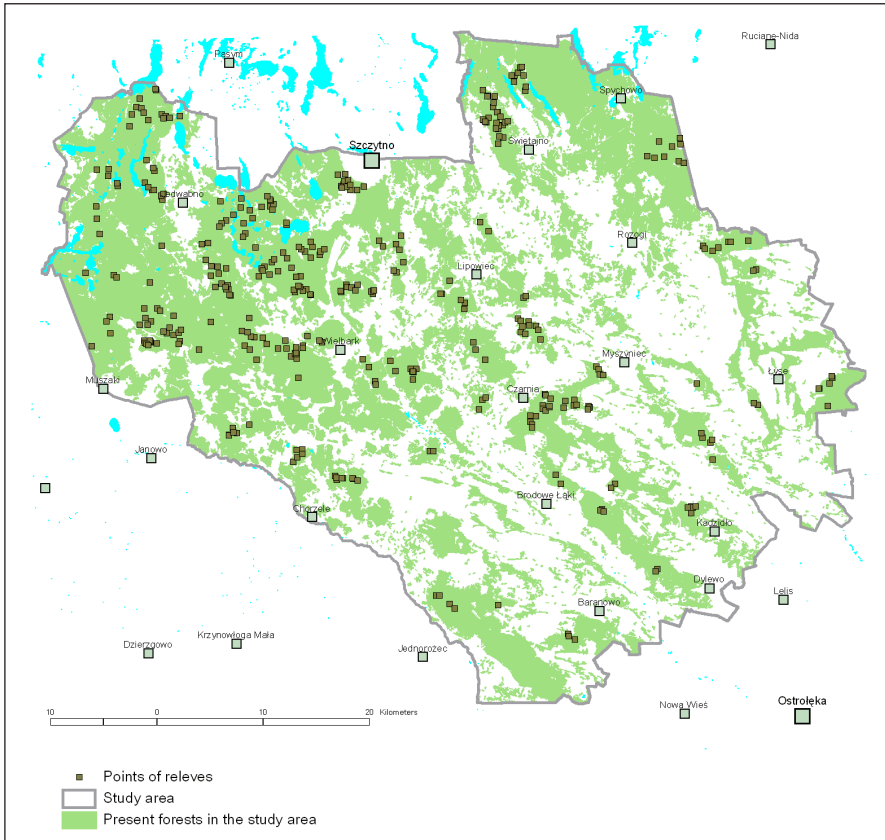 Ruciane-Nida
Pasym
Spychowo
Szczytno
Świętajno
Jedwabno
Rozogi
Lipowiec
Wielbark
Myszyniec
Łyse
Muszaki
Czarnia
Janowo
Brodowe Łąki
Chorzele
Kadzidło
Dylewo
Lelis
Baranowo
Krzynowłoga Mała
Dzierzgowo
Jednorożec
Nowa Wieś
Ostrołęka
10 0 10 20 Kilometers
Points of releves
Study area
Present forests in the study area